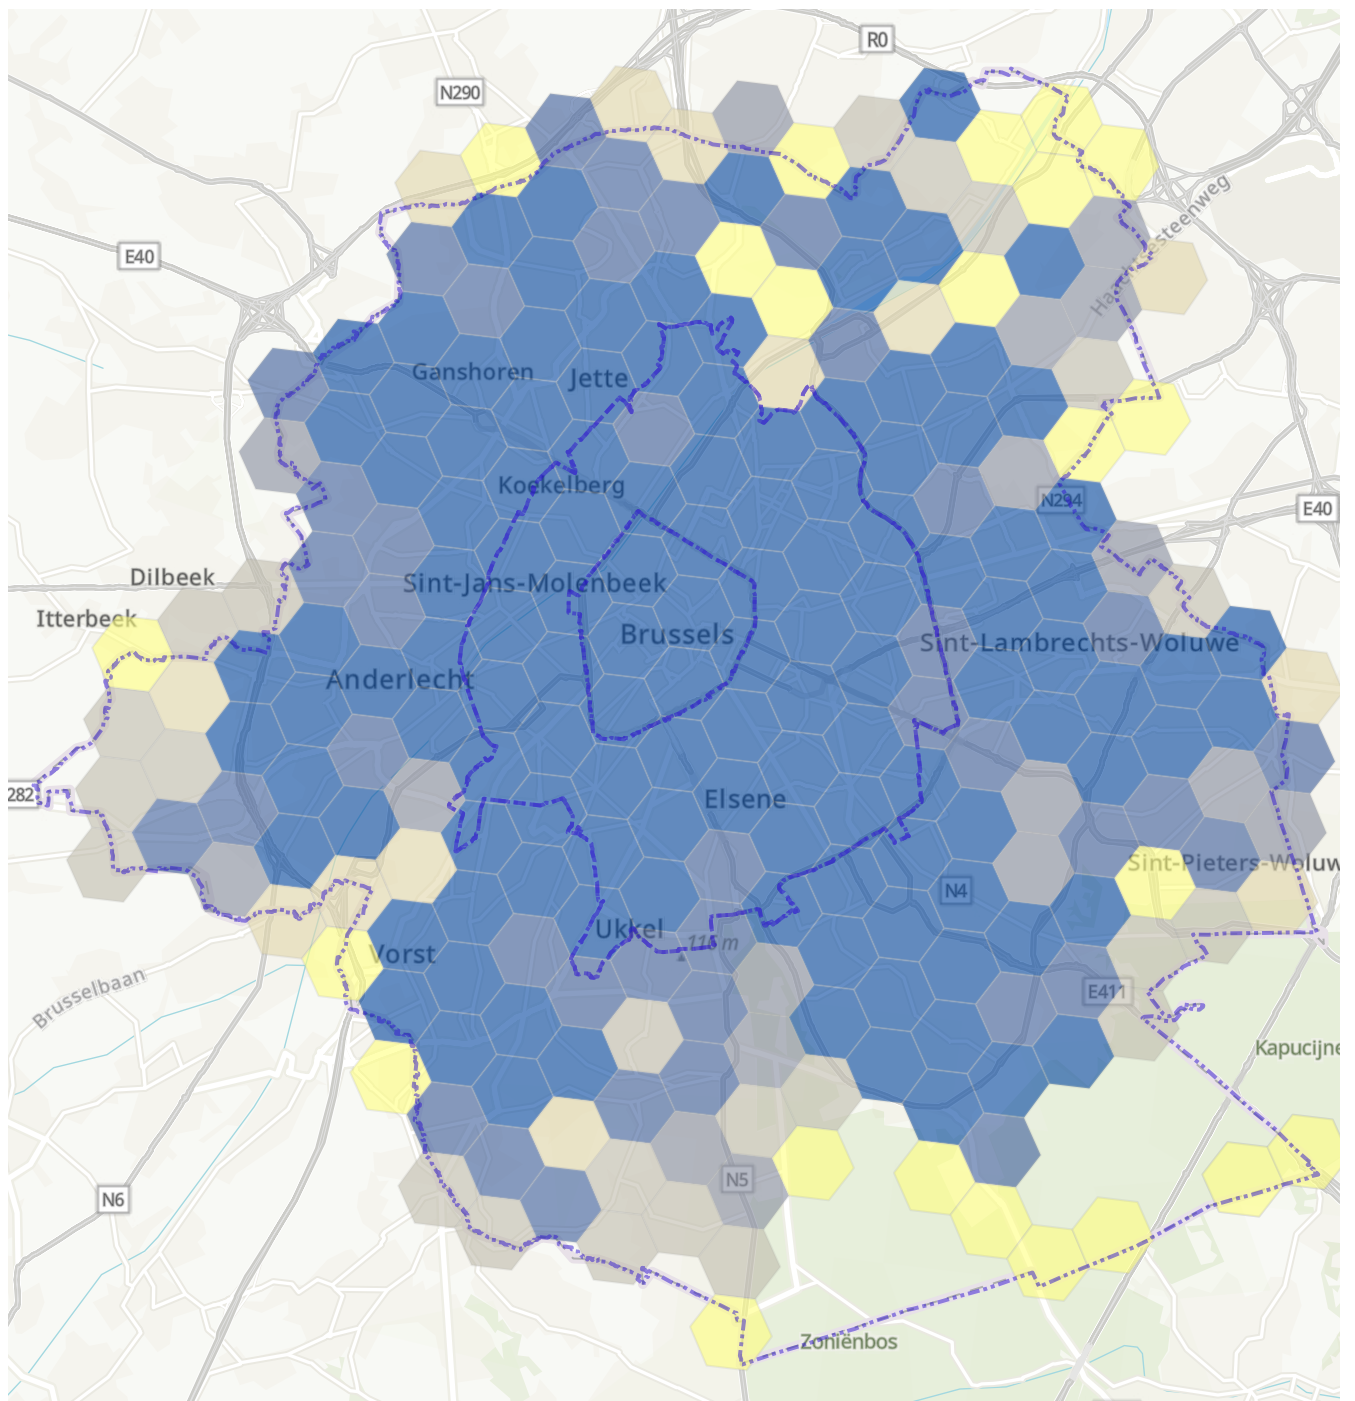 R0
N290
Haachtsesteenweg
E40
Ganshoren
Jette
Koekelberg
N294
E40
Dilbeek
Sint-Jans-Molenbeek
Itterbeek
Brussels
Sint-Lambrechts-Woluwe
Anderlecht
282
Elsene
Sint-Pieters-Woluw
N4
Ukkel
115 m
Vorst
Brusselbaan
E411
Kapucijne
N5
N6
Zoniënbos